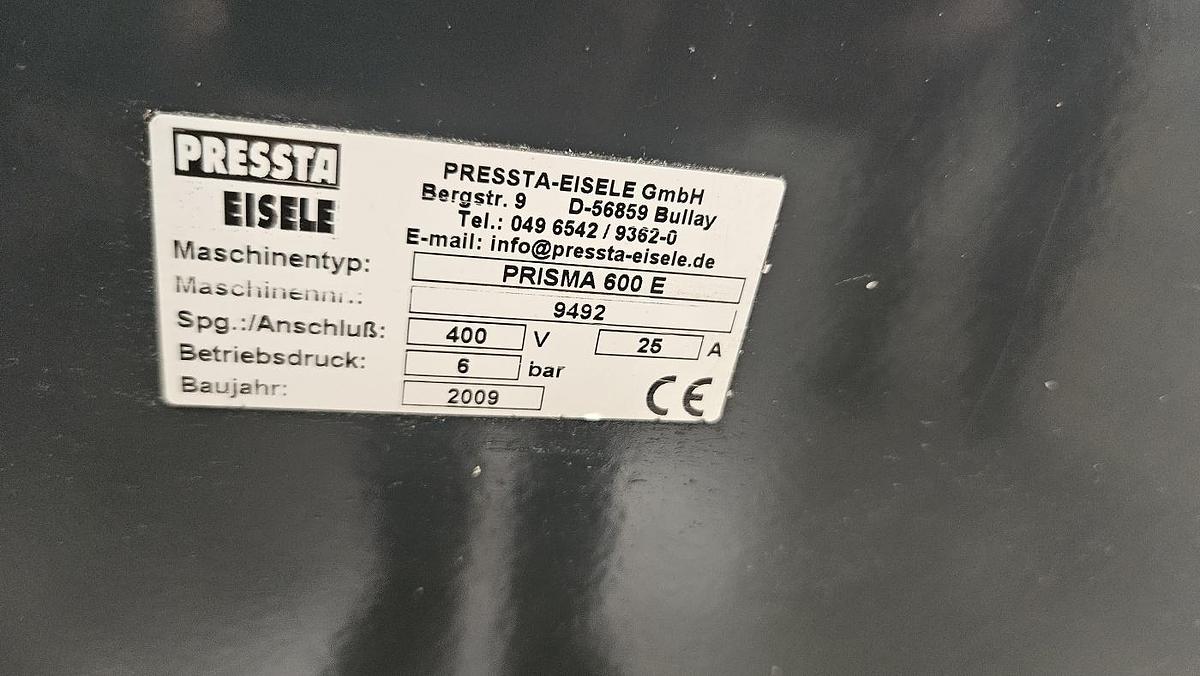 PRESSTA
EISELE
PRESSTA-EISELE GmbH
Bergstr. 9 D-56859 Bullay
Tel.: 049 6542 / 9362-0
E-mail: info@pressta-eisele.de
Maschinentyp: PRISMA 600 E
Maschinennr.: 9492
Spg.:/Anschluß: 400 V 25 A
Betriebsdruck: 6 bar
Baujahr: 2009
CE